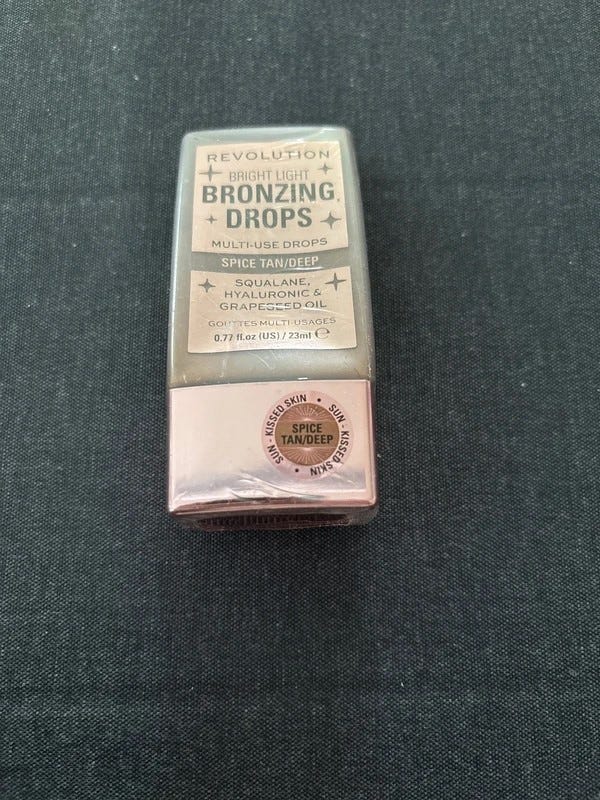 REVOLUTION
BRIGHT LIGHT
BRONZING
DROPS
MULTI-USE DROPS
SPICE TAN/DEEP
SQUALANE,
HYALURONIC &
GRAPESEED OIL
GOUTTES MULTI-USAGES
0.77 fl.oz (US) / 23ml ℮
SUN - KISSED SKIN • SUN - KISSED SKIN •
SPICE
TAN/DEEP